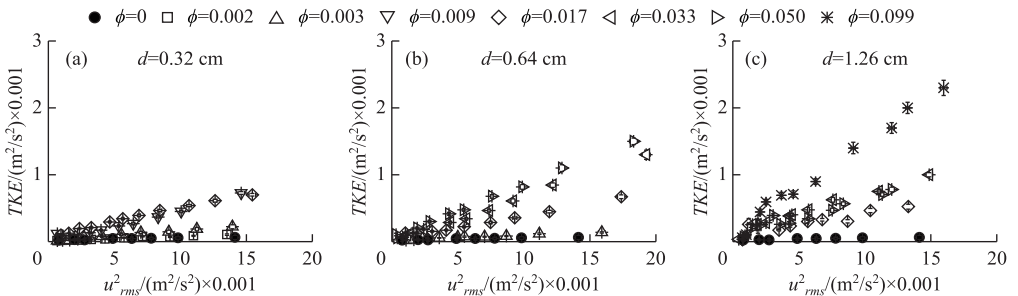 ϕ=0 ϕ=0.002 ϕ=0.003 ϕ=0.009 ϕ=0.017 ϕ=0.033 ϕ=0.050 ϕ=0.099
(a) d=0.32 cm
TKE/(m²/s²)×0.001
3
2
1
0 5 10 15 20
u²rms/(m²/s²)×0.001
(b) d=0.64 cm
TKE/(m²/s²)×0.001
3
2
1
0 5 10 15 20
u²rms/(m²/s²)×0.001
(c) d=1.26 cm
TKE/(m²/s²)×0.001
3
2
1
0 5 10 15 20
u²rms/(m²/s²)×0.001